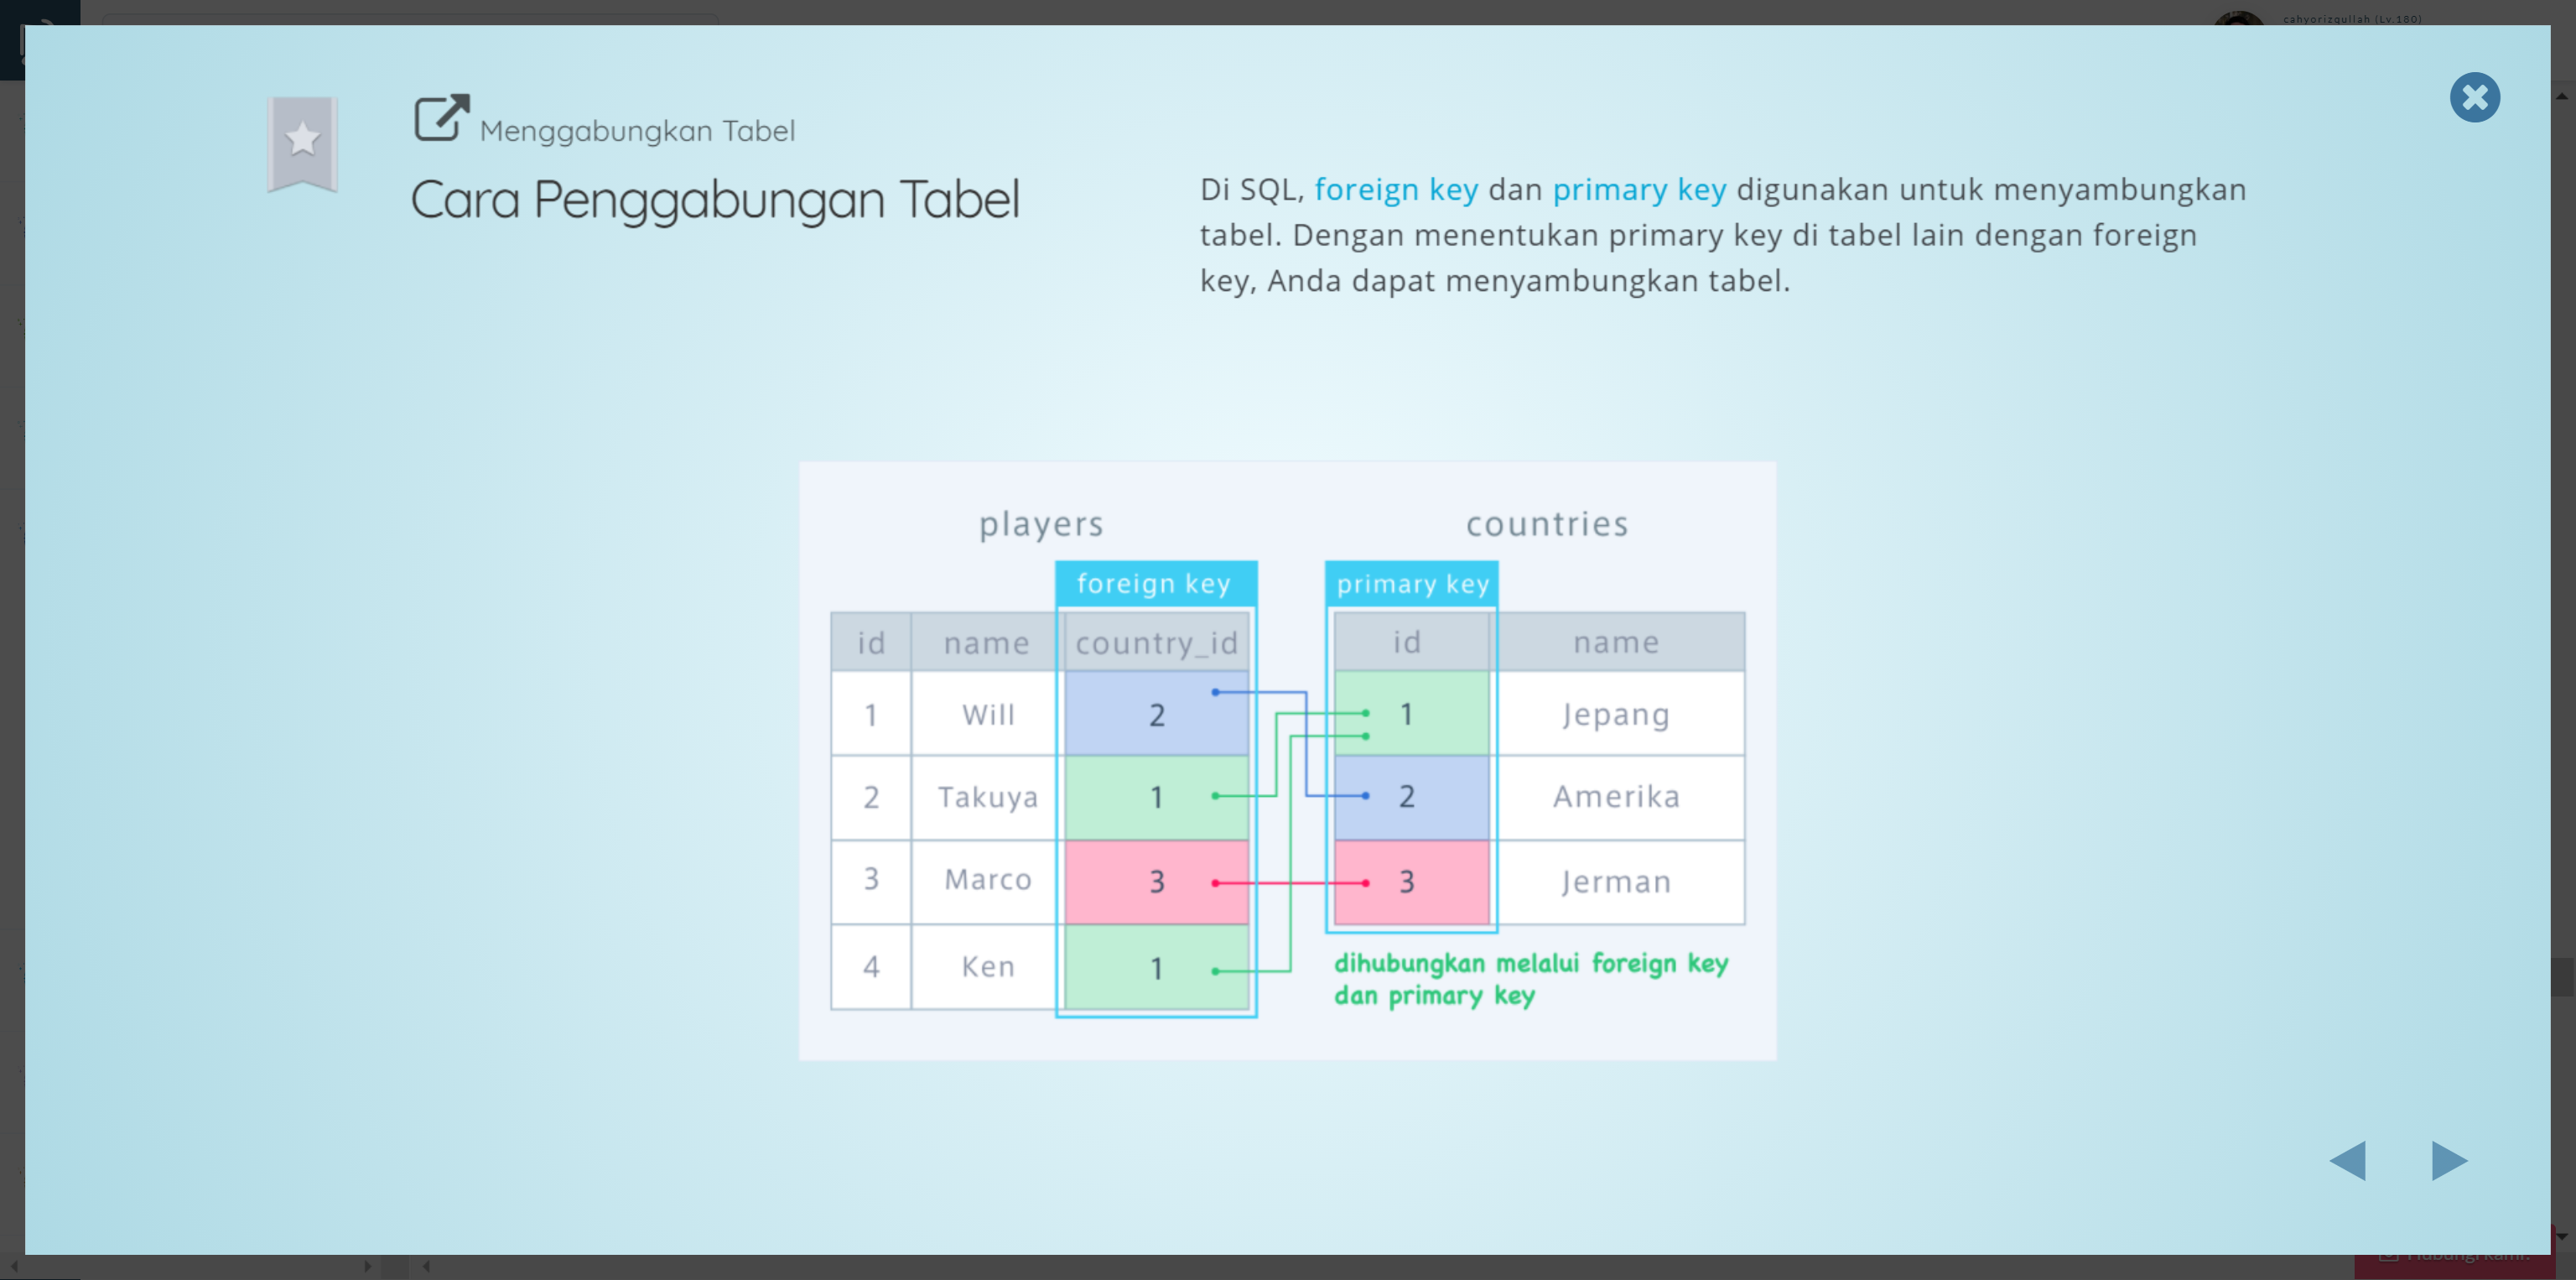 cahyorizqullah (Lv.180)
Menggabungkan Tabel
Cara Penggabungan Tabel
Di SQL, foreign key dan primary key digunakan untuk menyambungkan
tabel. Dengan menentukan primary key di tabel lain dengan foreign
key, Anda dapat menyambungkan tabel.
players
foreign key
id name country_id
1 Will 2
2 Takuya 1
3 Marco 3
4 Ken 1
countries
primary key
id name
1 Jepang
2 Amerika
3 Jerman
dihubungkan melalui foreign key
dan primary key